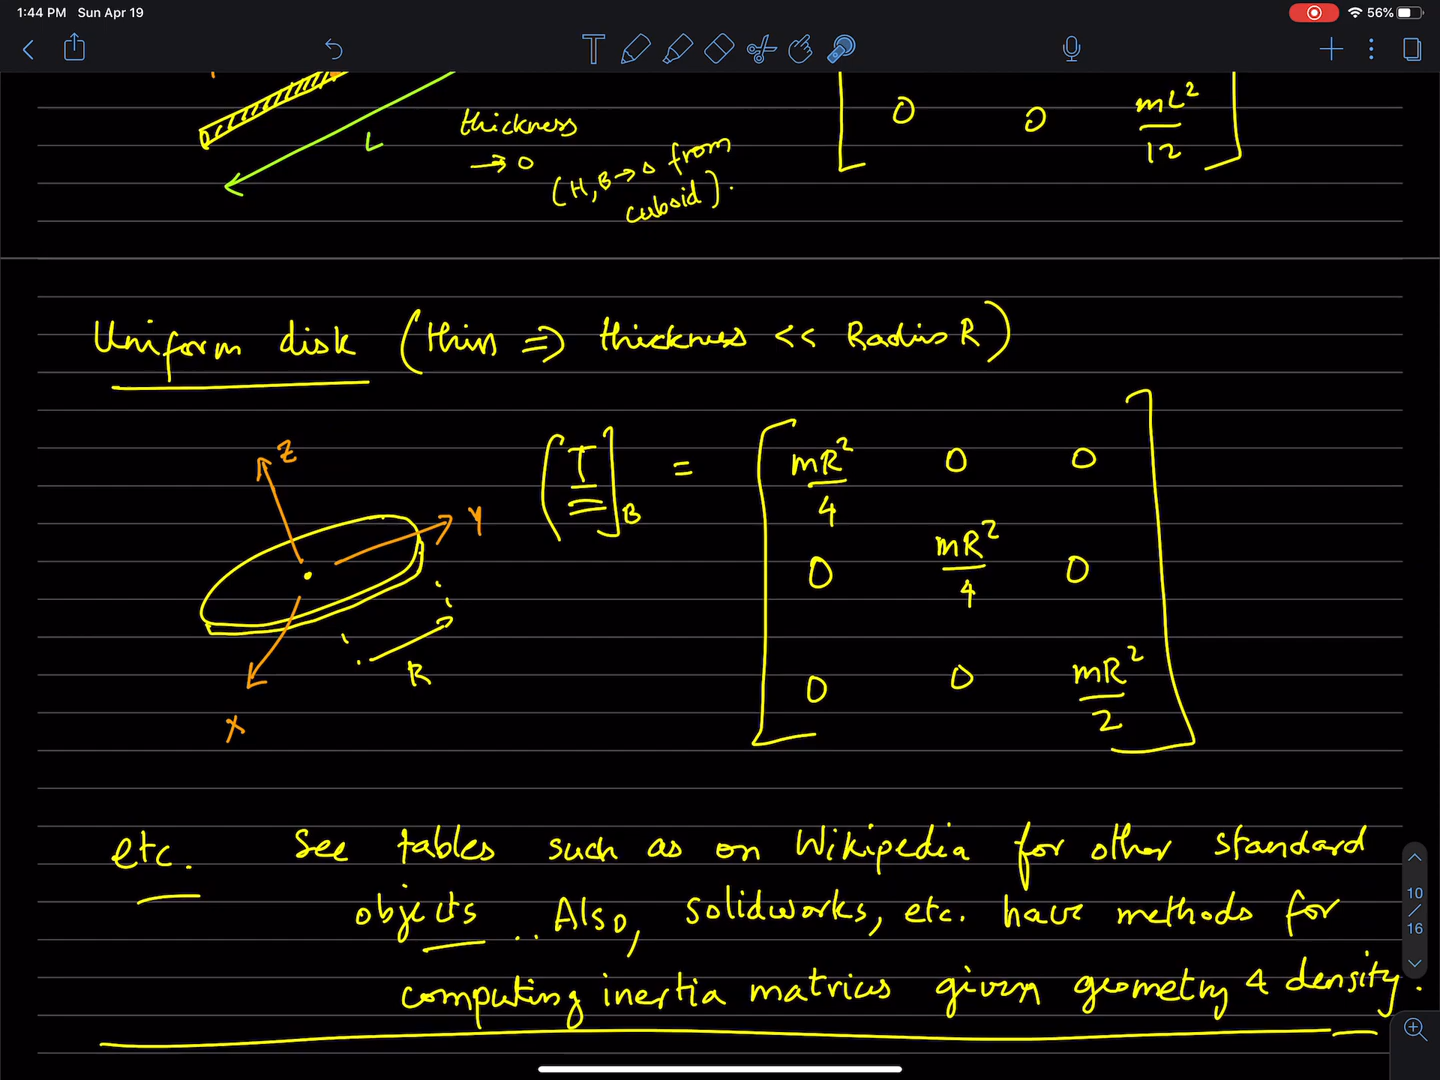 1:44 PM Sun Apr 19
56%
L
thickness
→ 0
(H, B → 0 from
cuboid).
0 0 mL²/12
Uniform disk (thin ⇒ thickness << Radius R)
Z
Y
X
R
[I]B = [ mR²/4 0 0
0 mR²/4 0
0 0 mR²/2 ]
etc. See tables such as on Wikipedia for other standard
objects .. Also, Solidworks, etc. have methods for
computing inertia matrices given geometry & density.
10
/
16